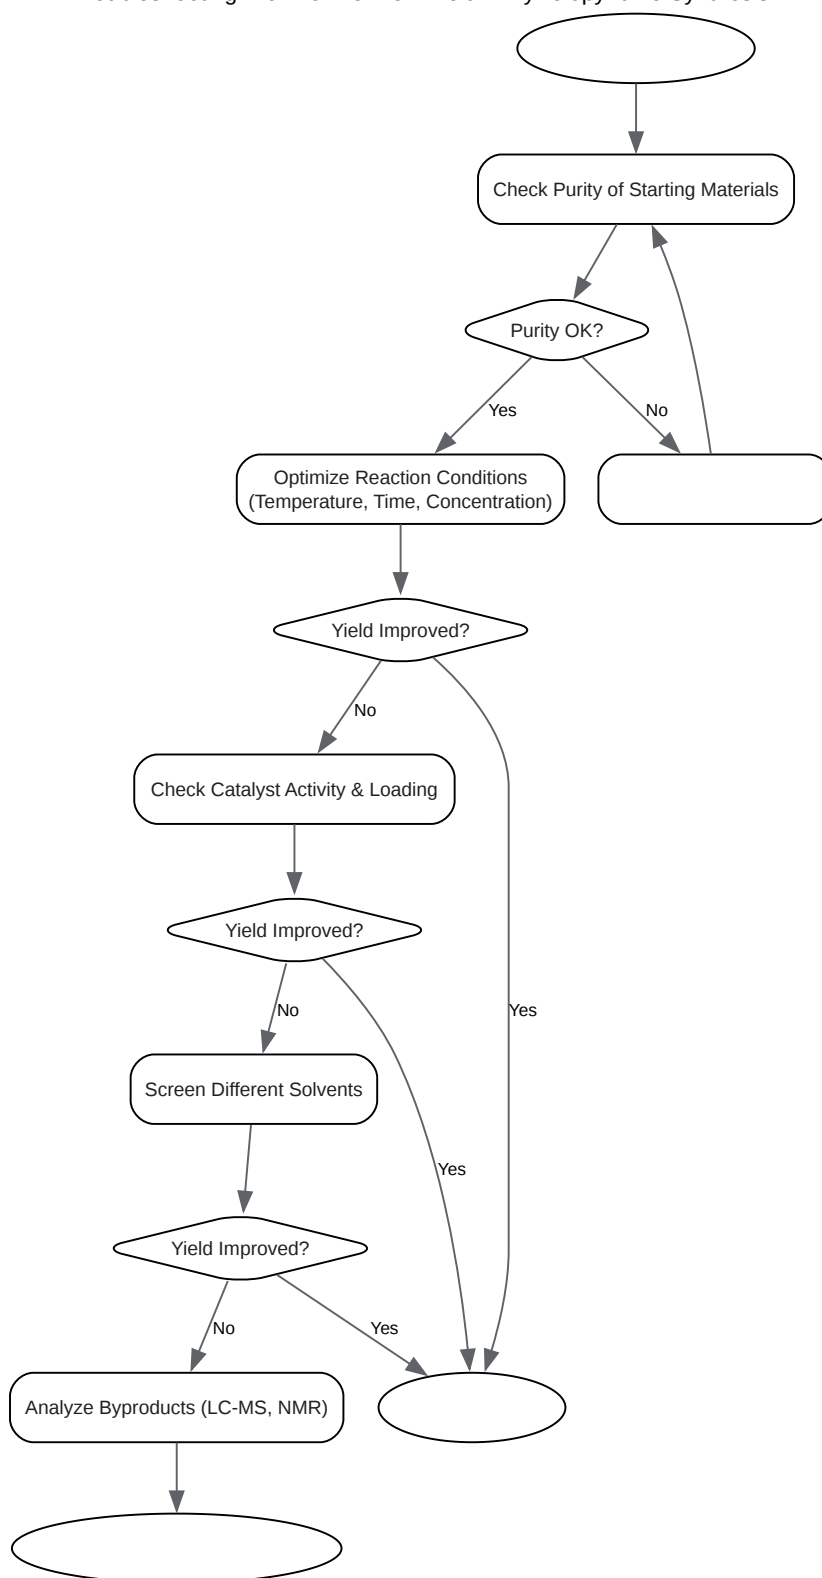 Check Purity of Starting Materials
Purity OK?
Yes
No
Optimize Reaction Conditions
(Temperature, Time, Concentration)
Yield Improved?
No
Check Catalyst Activity & Loading
Yield Improved?
No
Yes
Screen Different Solvents
Yes
Yield Improved?
No
Yes
Analyze Byproducts (LC-MS, NMR)